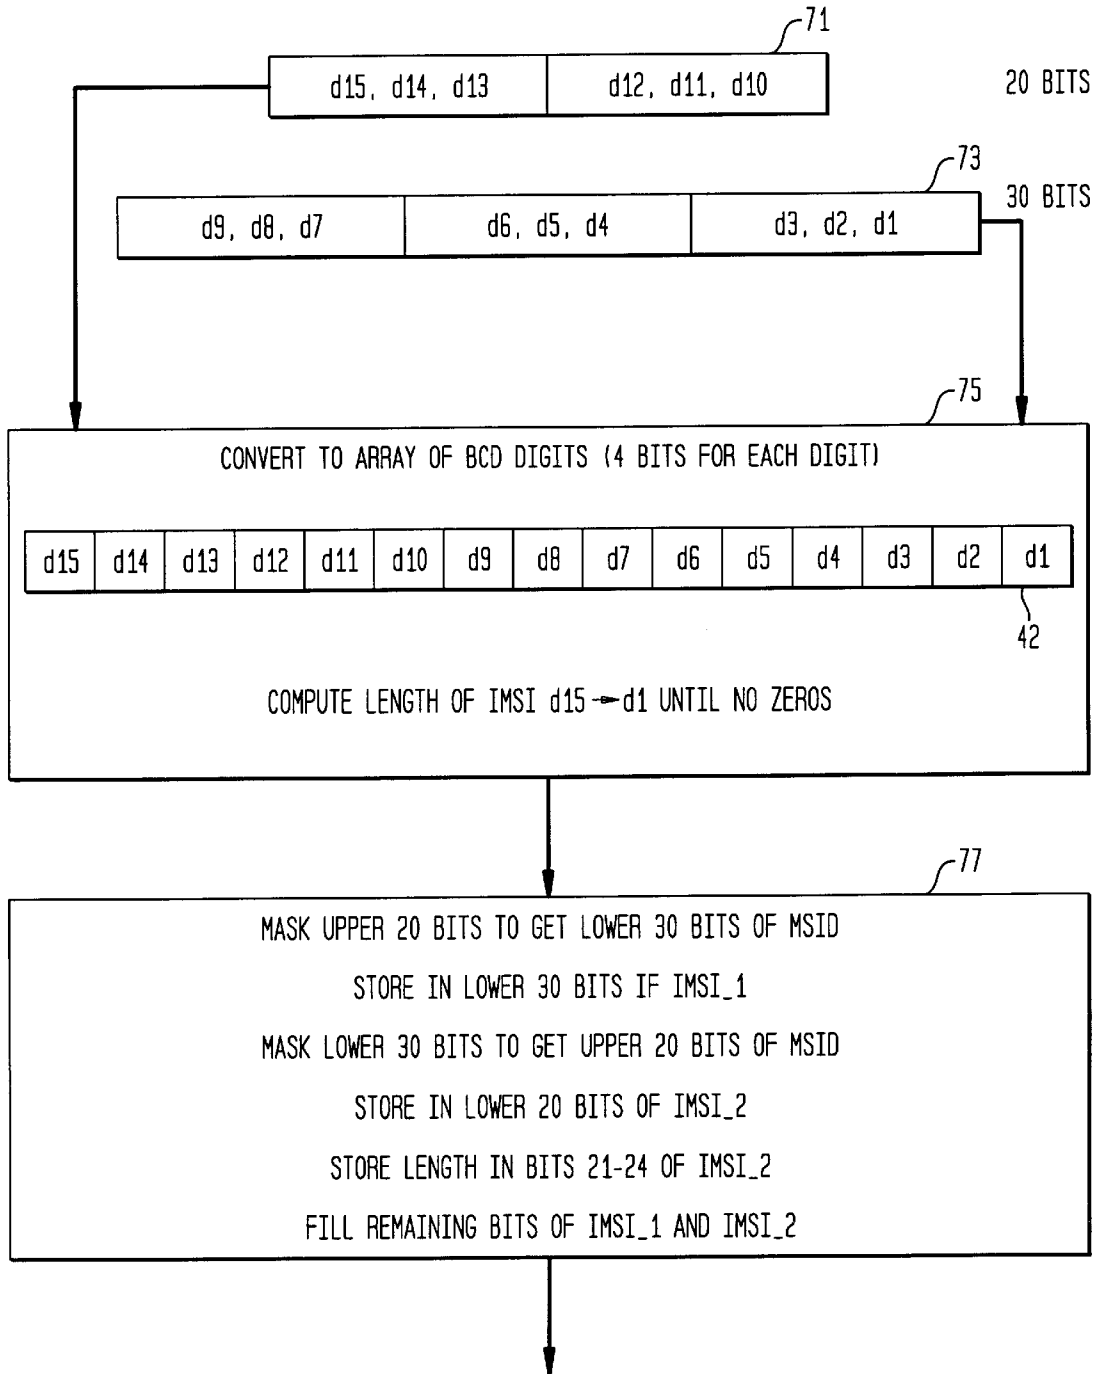 71
d15, d14, d13 d12, d11, d10 20 BITS
73
d9, d8, d7 d6, d5, d4 d3, d2, d1 30 BITS
75
CONVERT TO ARRAY OF BCD DIGITS (4 BITS FOR EACH DIGIT)
d15 d14 d13 d12 d11 d10 d9 d8 d7 d6 d5 d4 d3 d2 d1
42
COMPUTE LENGTH OF IMSI d15→d1 UNTIL NO ZEROS
77
MASK UPPER 20 BITS TO GET LOWER 30 BITS OF MSID
STORE IN LOWER 30 BITS IF IMSI_1
MASK LOWER 30 BITS TO GET UPPER 20 BITS OF MSID
STORE IN LOWER 20 BITS OF IMSI_2
STORE LENGTH IN BITS 21-24 OF IMSI_2
FILL REMAINING BITS OF IMSI_1 AND IMSI_2